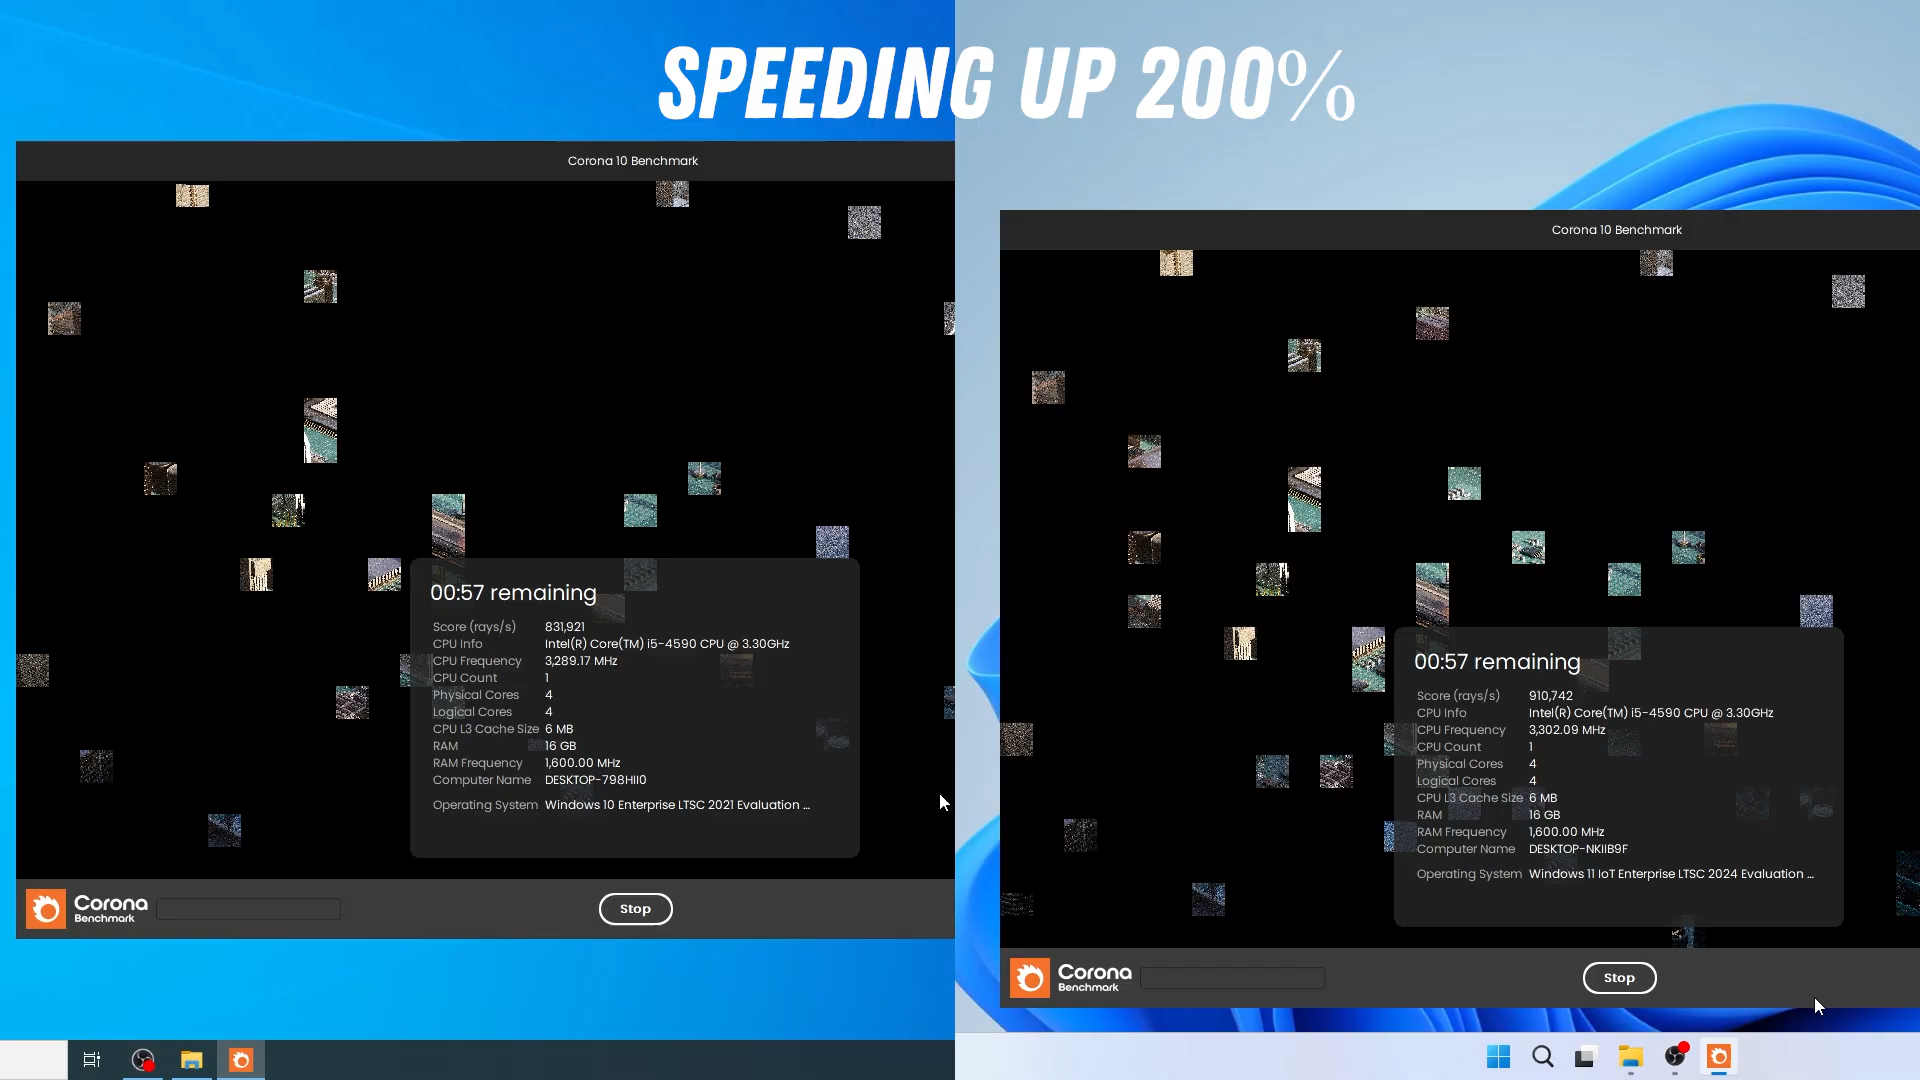 SPEEDING UP 200%
Corona 10 Benchmark
00:57 remaining
Score (rays/s) 831,921
CPU Info Intel(R) Core(TM) i5-4590 CPU @ 3.30GHz
CPU Frequency 3,289.17 MHz
CPU Count 1
Physical Cores 4
Logical Cores 4
CPU L3 Cache Size 6 MB
RAM 16 GB
RAM Frequency 1,600.00 MHz
Computer Name DESKTOP-798HII0
Operating System Windows 10 Enterprise LTSC 2021 Evaluation ...
Corona
Benchmark
Stop
Corona 10 Benchmark
00:57 remaining
Score (rays/s) 910,742
CPU Info Intel(R) Core(TM) i5-4590 CPU @ 3.30GHz
CPU Frequency 3,302.09 MHz
CPU Count 1
Physical Cores 4
Logical Cores 4
CPU L3 Cache Size 6 MB
RAM 16 GB
RAM Frequency 1,600.00 MHz
Computer Name DESKTOP-NKIIB9F
Operating System Windows 11 IoT Enterprise LTSC 2024 Evaluation ...
Corona
Benchmark
Stop